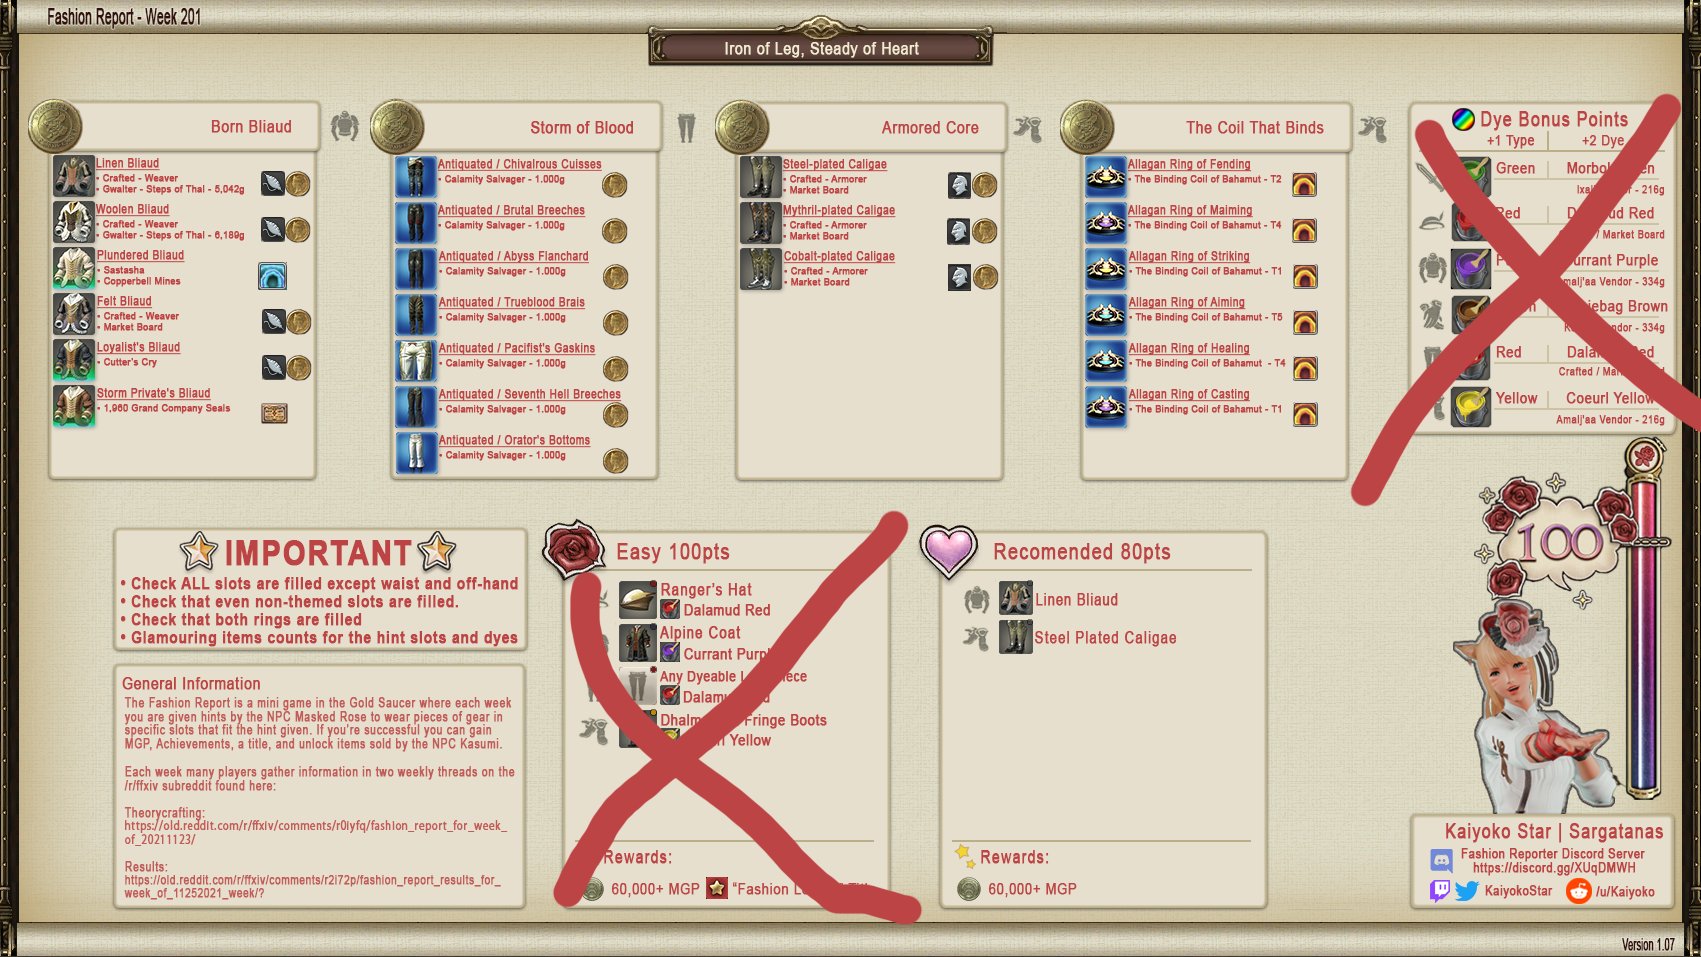 Fashion Report - Week 201
Iron of Leg, Steady of Heart
Born Bliaud
Linen Bliaud
• Crafted - Weaver
• Gwalter - Steps of Thal - 5,042g
Woolen Bliaud
• Crafted - Weaver
• Gwalter - Steps of Thal - 6,189g
Plundered Bliaud
• Sastasha
• Copperbell Mines
Felt Bliaud
• Crafted - Weaver
• Market Board
Loyalist's Bliaud
• Cutter's Cry
Storm Private's Bliaud
• 1,960 Grand Company Seals
Storm of Blood
Antiquated / Chivalrous Cuisses
• Calamity Salvager - 1.000g
Antiquated / Brutal Breeches
• Calamity Salvager - 1.000g
Antiquated / Abyss Flanchard
• Calamity Salvager - 1.000g
Antiquated / Trueblood Brais
• Calamity Salvager - 1.000g
Antiquated / Pacifist's Gaskins
• Calamity Salvager - 1.000g
Antiquated / Seventh Hell Breeches
• Calamity Salvager - 1.000g
Antiquated / Orator's Bottoms
• Calamity Salvager - 1.000g
Armored Core
Steel-plated Caligae
• Crafted - Armorer
• Market Board
Mythril-plated Caligae
• Crafted - Armorer
• Market Board
Cobalt-plated Caligae
• Crafted - Armorer
• Market Board
The Coil That Binds
Allagan Ring of Fending
• The Binding Coil of Bahamut - T2
Allagan Ring of Maiming
• The Binding Coil of Bahamut - T4
Allagan Ring of Striking
• The Binding Coil of Bahamut - T1
Allagan Ring of Aiming
• The Binding Coil of Bahamut - T5
Allagan Ring of Healing
• The Binding Coil of Bahamut - T4
Allagan Ring of Casting
• The Binding Coil of Bahamut - T1
Dye Bonus Points
+1 Type +2 Dye
Green
- 216g
Red Red
/ Market Board
Currant Purple
Vendor - 334g
Brown
- 334g
Red
Crafted /
Yellow Coeurl Yellow
Amalj'aa Vendor - 216g
IMPORTANT
• Check ALL slots are filled except waist and off-hand
• Check that even non-themed slots are filled.
• Check that both rings are filled
• Glamouring items counts for the hint slots and dyes
General Information
The Fashion Report is a mini game in the Gold Saucer where each week
you are given hints by the NPC Masked Rose to wear pieces of gear in
specific slots that fit the hint given. If you're successful you can gain
MGP, Achievements, a title, and unlock items sold by the NPC Kasumi.
Each week many players gather information in two weekly threads on the
/r/ffxiv subreddit found here:
Theorycrafting:
https://old.reddit.com/r/ffxiv/comments/r0iyfq/fashion_report_for_week_
of_20211123/
Results:
https://old.reddit.com/r/ffxiv/comments/r2i72p/fashion_report_results_for_
week_of_11252021_week/?
Easy 100pts
Ranger's Hat
Dalamud Red
Alpine Coat
Currant
Any Dyeable
Fringe Boots
Yellow
Rewards:
60,000+ MGP "Fashion
Recomended 80pts
Linen Bliaud
Steel Plated Caligae
Rewards:
60,000+ MGP
100
Kaiyoko Star | Sargatanas
Fashion Reporter Discord Server
https://discord.gg/XUqDMWH
KaiyokoStar /u/Kaiyoko
Version 1.07